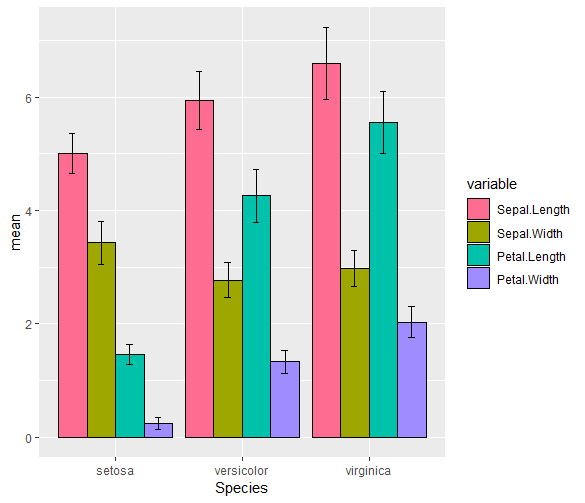 mean
6
4
2
0
setosa
versicolor
virginica
Species
variable
Sepal.Length
Sepal.Width
Petal.Length
Petal.Width